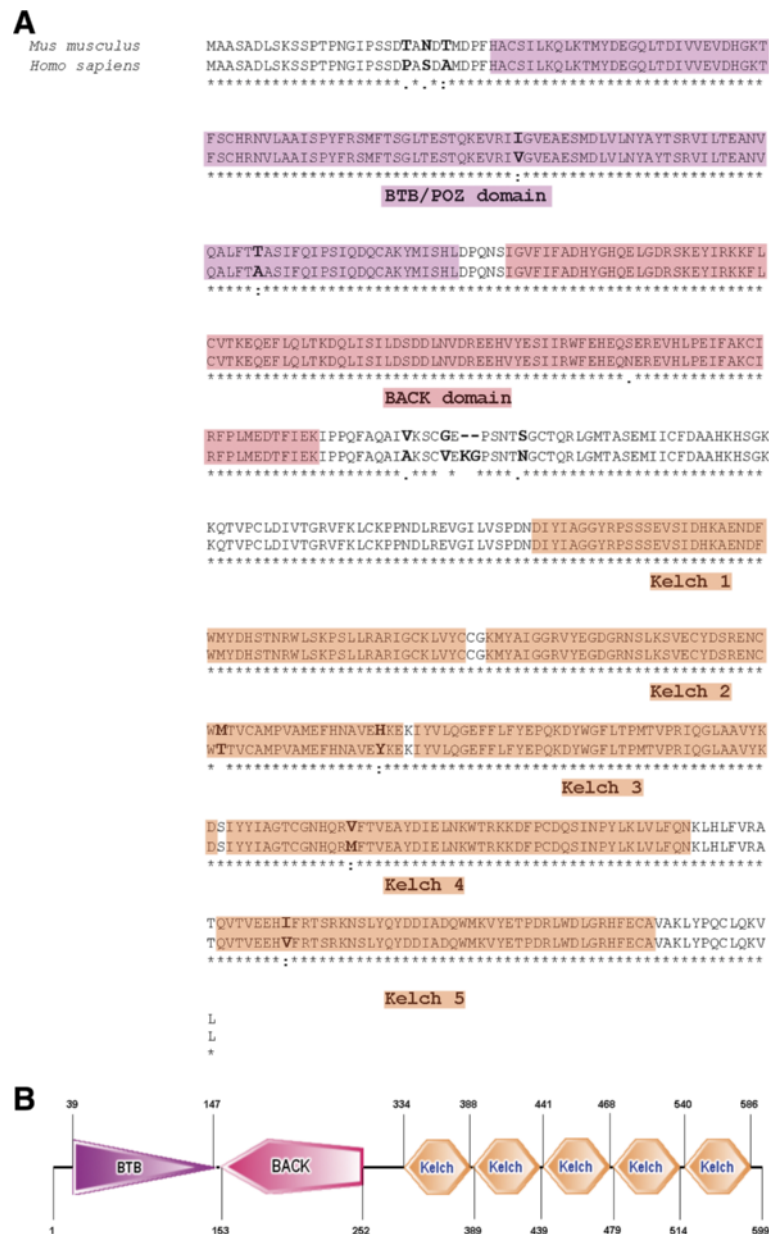 A
Mus musculus MAASADLSKSSPTPNGIPSSDTANDTMDPFHACSILKQLKTMYDEGQLTDIVVEVDHGKT
Homo sapiens MAASADLSKSSPTPNGIPSSDPASDAMDPFHACSILKQLKTMYDEGQLTDIVVEVDHGKT
*********************.*.*:**********************************
FSCHRNVLAAISPYFRSMFTSGLTESTQKEVRIIGVEAESMDLVLNYAYTSRVILTEANV
FSCHRNVLAAISPYFRSMFTSGLTESTQKEVRIVGVEAESMDLVLNYAYTSRVILTEANV
*********************************:**************************
BTB/POZ domain
QALFTTASIFQIPSIQDQCAKYMISHLDPQNSIGVFIFADHYGHQELGDRSKEYIRKKFL
QALFTAASIFQIPSIQDQCAKYMISHLDPQNSIGVFIFADHYGHQELGDRSKEYIRKKFL
*****:******************************************************
CVTKEQEFLQLTKDQLISILDSDDLNVDREEHVYESIIRWFEHEQSEREVHLPEIFAKCI
CVTKEQEFLQLTKDQLISILDSDDLNVDREEHVYESIIRWFEHEQNEREVHLPEIFAKCI
*********************************************.**************
BACK domain
RFPLMEDTFIEKIPPQFAQAIVKSCGE--PSNTSGCTQRLGMTASEMIICFDAAHKHSGK
RFPLMEDTFIEKIPPQFAQAIAKSCVEKGPSNTNGCTQRLGMTASEMIICFDAAHKHSGK
*********************.*** *  ****.**************************
KQTVPCLDIVTGRVFKLCKPPNDLREVGILVSPDNDIYIAGGYRPSSSEVSIDHKAENDF
KQTVPCLDIVTGRVFKLCKPPNDLREVGILVSPDNDIYIAGGYRPSSSEVSIDHKAENDF
************************************************************
Kelch 1
WMYDHSTNRWLSKPSLLRARIGCKLVYCCGKMYAIGGRVYEGDGRNSLKSVECYDSRENC
WMYDHSTNRWLSKPSLLRARIGCKLVYCCGKMYAIGGRVYEGDGRNSLKSVECYDSRENC
************************************************************
Kelch 2
WMTVCAMPVAMEFHNAVEHKEKIYVLQGEFFLFYEPQKDYWGFLTPMTVPRIQGLAAVYK
WTTVCAMPVAMEFHNAVEYKEKIYVLQGEFFLFYEPQKDYWGFLTPMTVPRIQGLAAVYK
* ****************:*****************************************
Kelch 3
DSIYYIAGTCGNHQRVFTVEAYDIELNKWTRKKDFPCDQSINPYLKLVLFQNKLHLFVRA
DSIYYIAGTCGNHQRMFTVEAYDIELNKWTRKKDFPCDQSINPYLKLVLFQNKLHLFVRA
***************:********************************************
Kelch 4
TQVTVEEHIFRTSRKNSLYQYDDIADQWMKVYETPDRLWDLGRHFECAVAKLYPQCLQKV
TQVTVEEHVFRTSRKNSLYQYDDIADQWMKVYETPDRLWDLGRHFECAVAKLYPQCLQKV
********:***************************************************
Kelch 5
L
L
*
B
39 147 334 388 441 468 540 586
BTB BACK Kelch Kelch Kelch Kelch Kelch
1 153 252 389 439 479 514 599